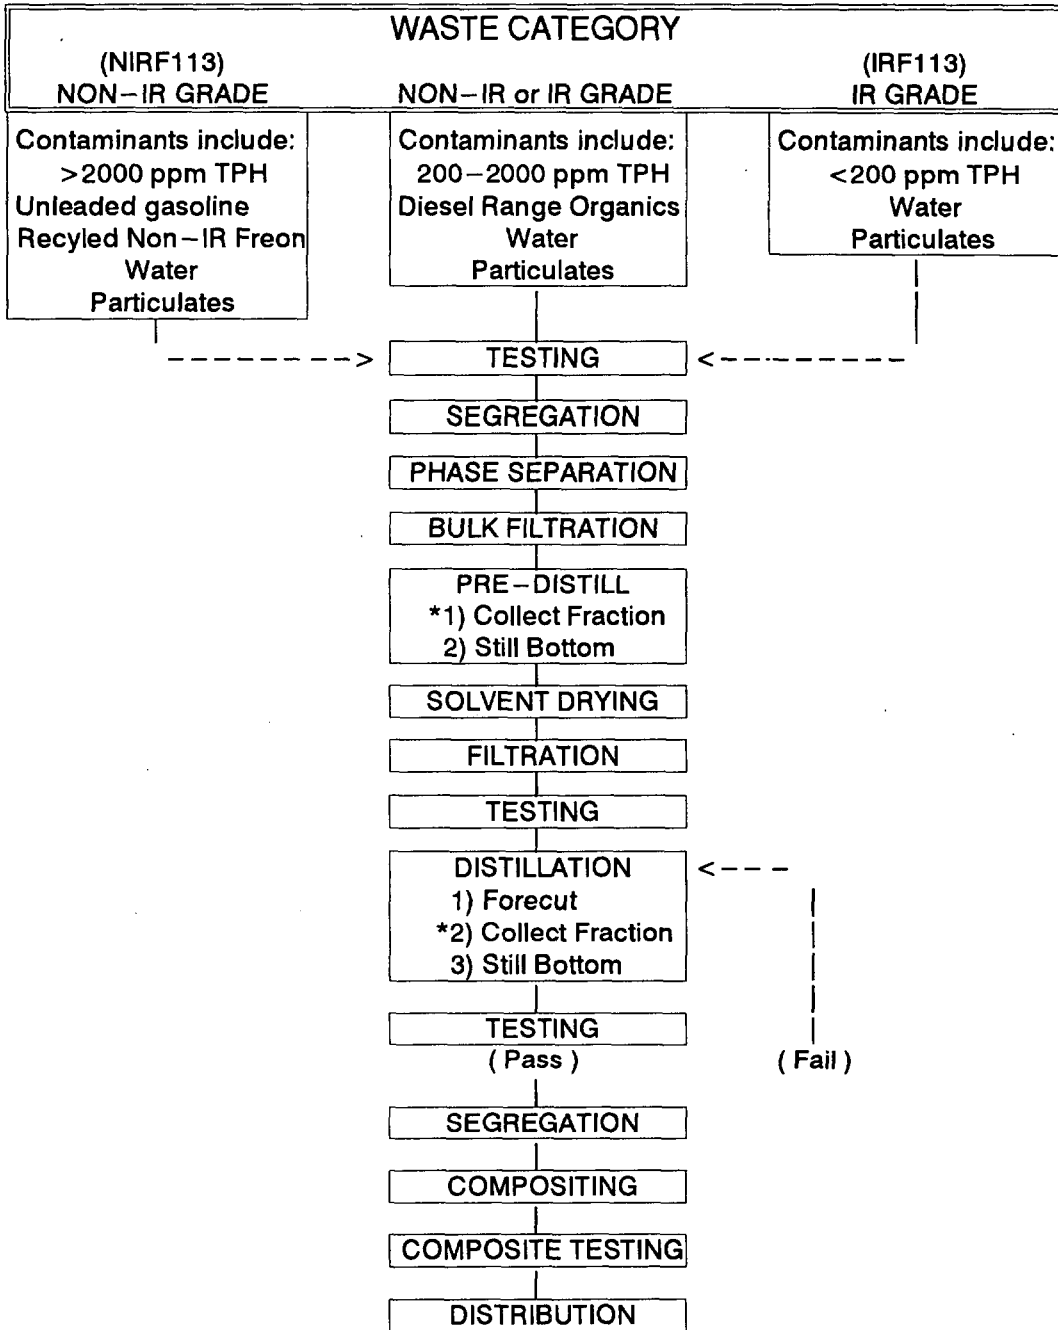 WASTE CATEGORY
(NIRF113)
NON-IR GRADE
NON-IR or IR GRADE
(IRF113)
IR GRADE
Contaminants include:
>2000 ppm TPH
Unleaded gasoline
Recyled Non-IR Freon
Water
Particulates
Contaminants include:
200-2000 ppm TPH
Diesel Range Organics
Water
Particulates
Contaminants include:
<200 ppm TPH
Water
Particulates
TESTING
SEGREGATION
PHASE SEPARATION
BULK FILTRATION
PRE-DISTILL
*1) Collect Fraction
2) Still Bottom
SOLVENT DRYING
FILTRATION
TESTING
DISTILLATION
1) Forecut
*2) Collect Fraction
3) Still Bottom
TESTING
( Pass )
( Fail )
SEGREGATION
COMPOSITING
COMPOSITE TESTING
DISTRIBUTION